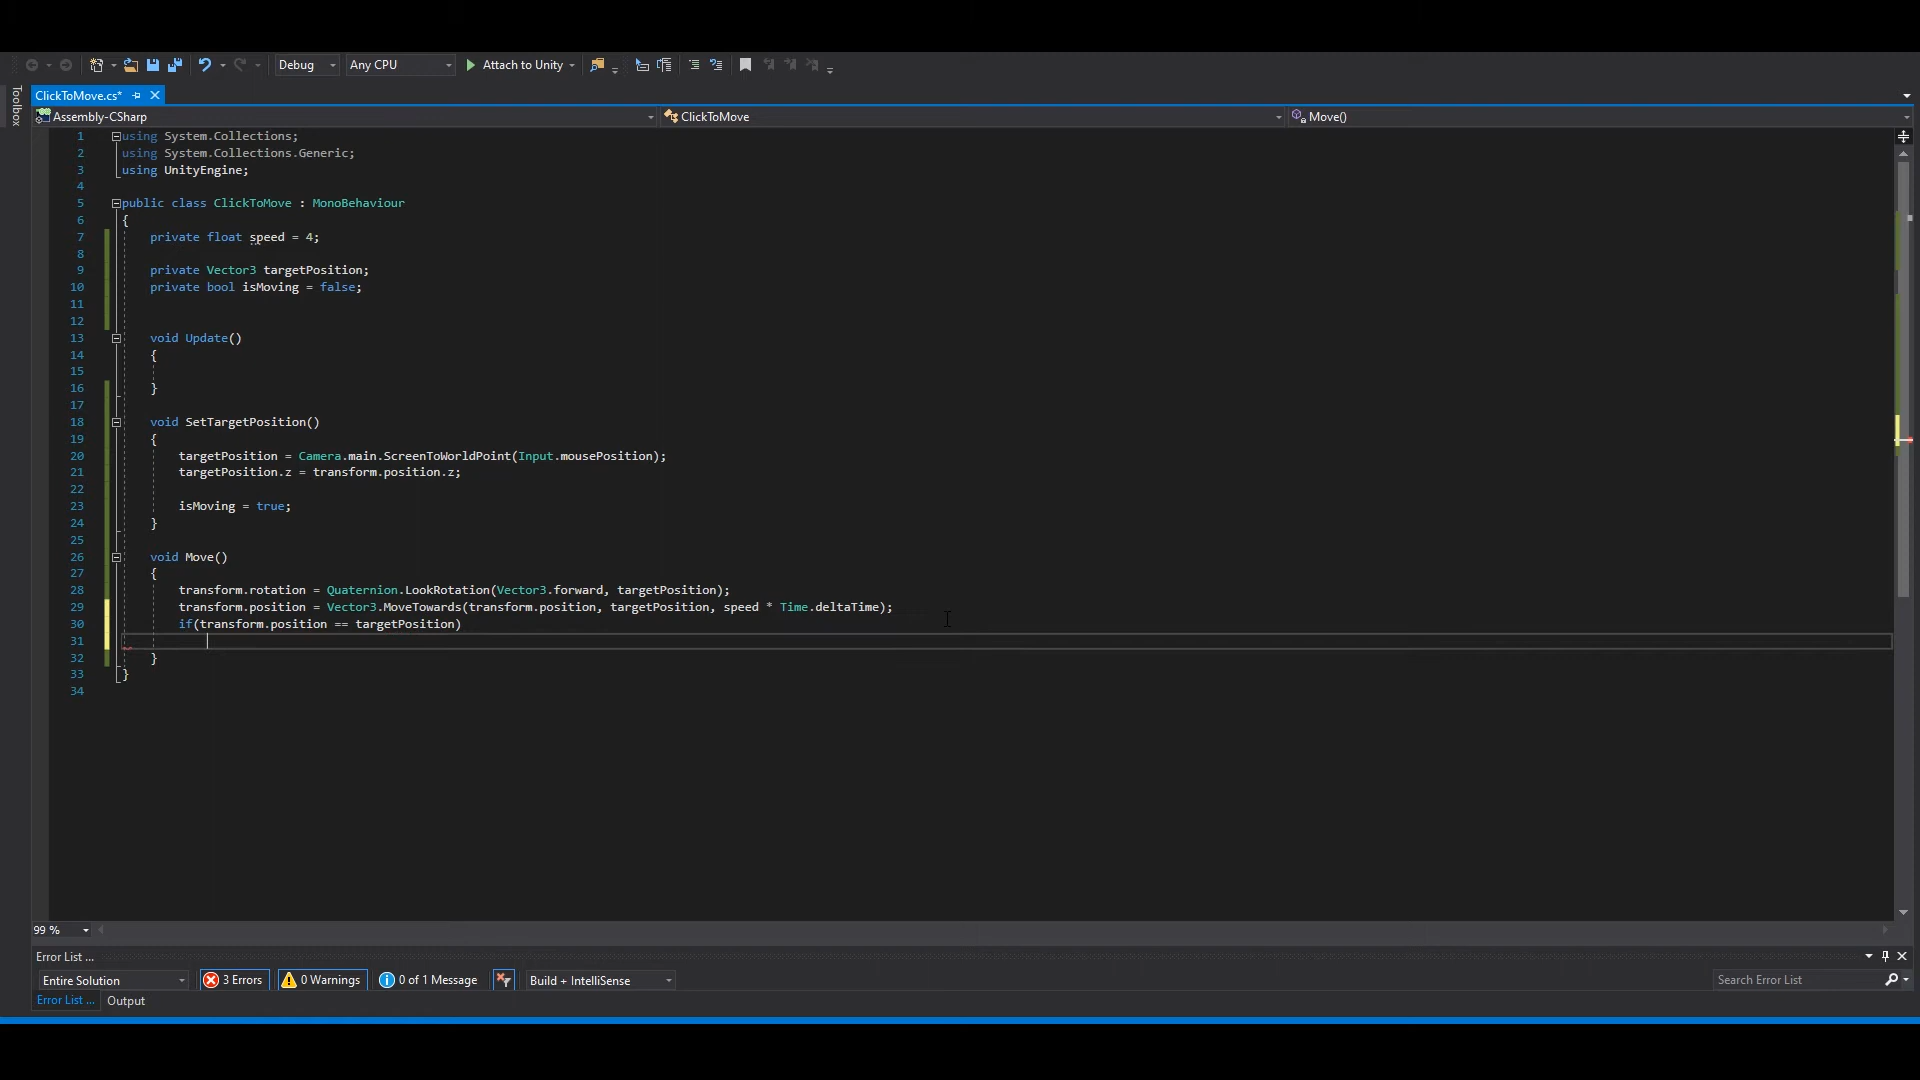 Debug Any CPU Attach to Unity
Toolbox
ClickToMove.cs*
Assembly-CSharp ClickToMove Move()
1 using System.Collections;
2 using System.Collections.Generic;
3 using UnityEngine;
4
5 public class ClickToMove : MonoBehaviour
6 {
7 private float speed = 4;
8
9 private Vector3 targetPosition;
10 private bool isMoving = false;
11
12
13 void Update()
14 {
15
16 }
17
18 void SetTargetPosition()
19 {
20 targetPosition = Camera.main.ScreenToWorldPoint(Input.mousePosition);
21 targetPosition.z = transform.position.z;
22
23 isMoving = true;
24 }
25
26 void Move()
27 {
28 transform.rotation = Quaternion.LookRotation(Vector3.forward, targetPosition);
29 transform.position = Vector3.MoveTowards(transform.position, targetPosition, speed * Time.deltaTime);
30 if(transform.position == targetPosition)
31
32 }
33 }
34
99 %
Error List ...
Entire Solution 3 Errors 0 Warnings 0 of 1 Message Build + IntelliSense Search Error List
Error List ... Output